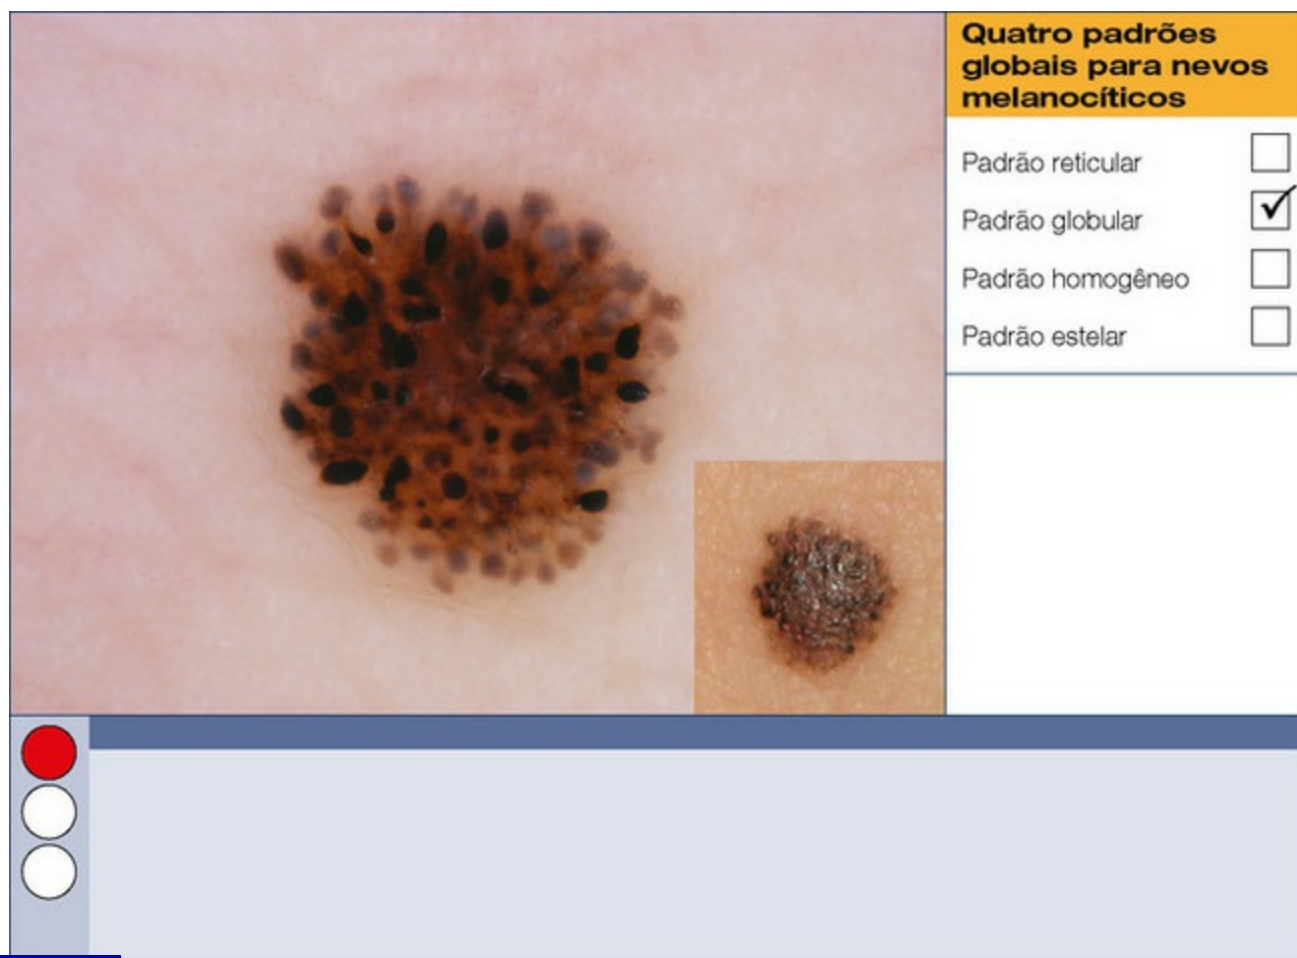 Quatro padrões
globais para nevos
melanocíticos
Padrão reticular
Padrão globular
Padrão homogêneo
Padrão estelar